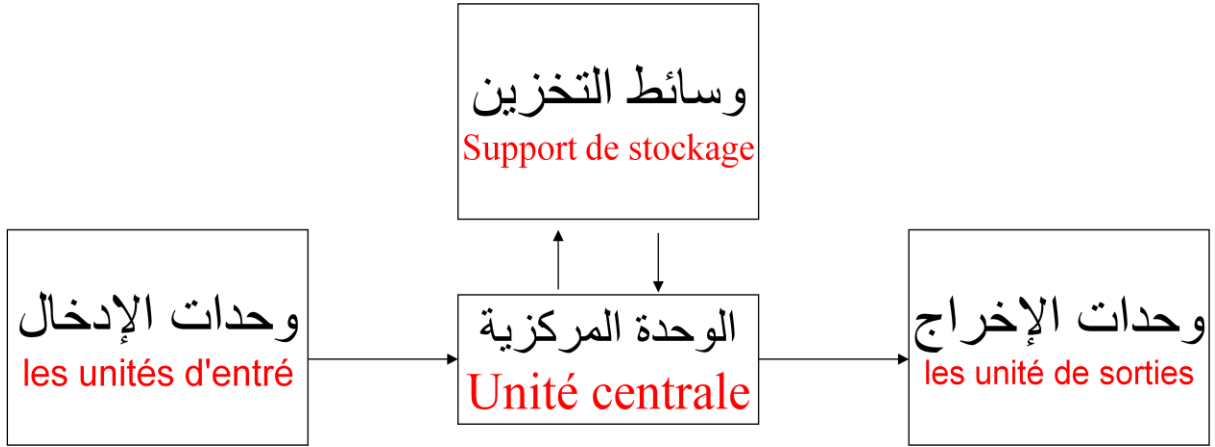 وسائط التخزين
Support de stockage
وحدات الإدخال
les unités d'entré
الوحدة المركزية
Unité centrale
وحدات الإخراج
les unité de sorties